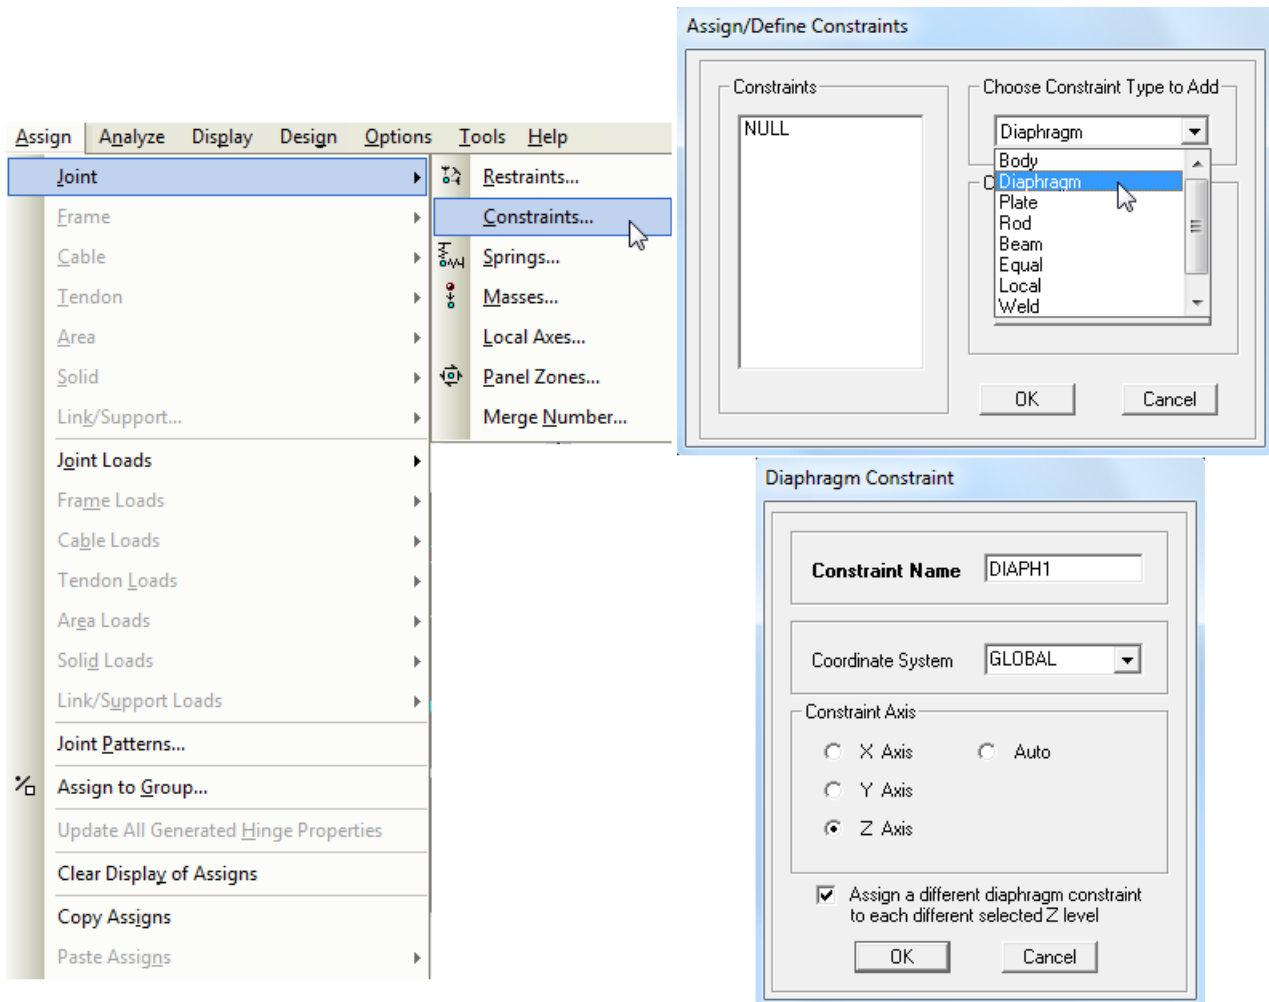 Assign Analyze Display Design Options Tools Help
Joint
Frame
Cable
Tendon
Area
Solid
Link/Support...
Joint Loads
Frame Loads
Cable Loads
Tendon Loads
Area Loads
Solid Loads
Link/Support Loads
Joint Patterns...
Assign to Group...
Update All Generated Hinge Properties
Clear Display of Assigns
Copy Assigns
Paste Assigns
Restraints...
Constraints...
Springs...
Masses...
Local Axes...
Panel Zones...
Merge Number...
Assign/Define Constraints
Constraints
NULL
Choose Constraint Type to Add
Diaphragm
C
Body
Diaphragm
Plate
Rod
Beam
Equal
Local
Weld
OK Cancel
Diaphragm Constraint
Constraint Name DIAPH1
Coordinate System GLOBAL
Constraint Axis
X Axis Auto
Y Axis
Z Axis
Assign a different diaphragm constraint
to each different selected Z level
OK Cancel